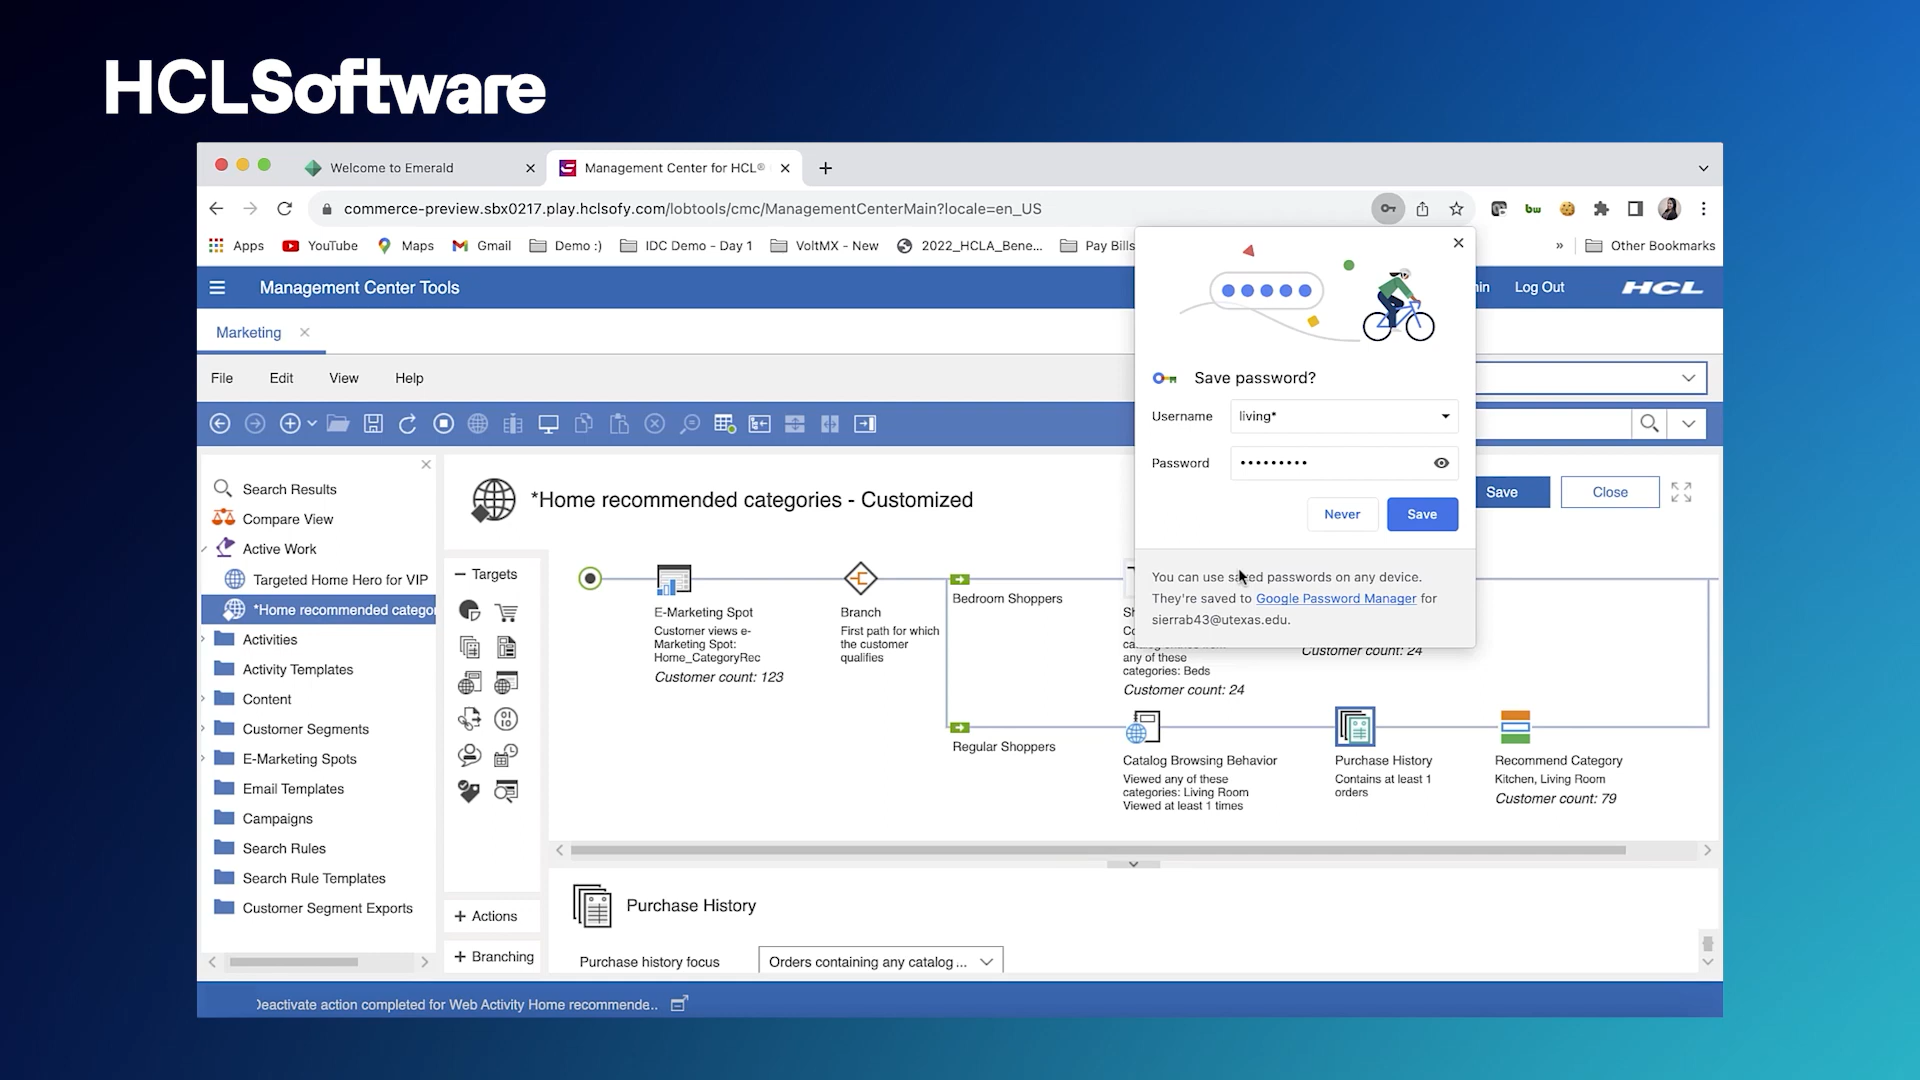 HCLSoftware
Welcome to Emerald
Management Center for HCL®
commerce-preview.sbx0217.play.hclsofy.com/lobtools/cmc/ManagementCenterMain?locale=en_US
Apps
YouTube
Maps
Gmail
Demo :)
IDC Demo - Day 1
VoltMX - New
2022_HCLA_Bene...
Pay Bills
»
Other Bookmarks
Management Center Tools
Log Out
HCL
Marketing
File
Edit
View
Help
Save password?
Username
living*
Password
•••••••••
Never
Save
You can use saved passwords on any device.
They're saved to Google Password Manager for
sierrab43@utexas.edu.
Search Results
Compare View
Active Work
Targeted Home Hero for VIP
*Home recommended catego
Activities
Activity Templates
Content
Customer Segments
E-Marketing Spots
Email Templates
Campaigns
Search Rules
Search Rule Templates
Customer Segment Exports
*Home recommended categories - Customized
Save
Close
Targets
Actions
Branching
E-Marketing Spot
Customer views e-
Marketing Spot:
Home_CategoryRec
Customer count: 123
Branch
First path for which
the customer
qualifies
Bedroom Shoppers
any of these
categories: Beds
Customer count: 24
Customer count: 24
Regular Shoppers
Catalog Browsing Behavior
Viewed any of these
categories: Living Room
Viewed at least 1 times
Purchase History
Contains at least 1
orders
Recommend Category
Kitchen, Living Room
Customer count: 79
Purchase History
Purchase history focus
Orders containing any catalog ...
Deactivate action completed for Web Activity Home recommende..